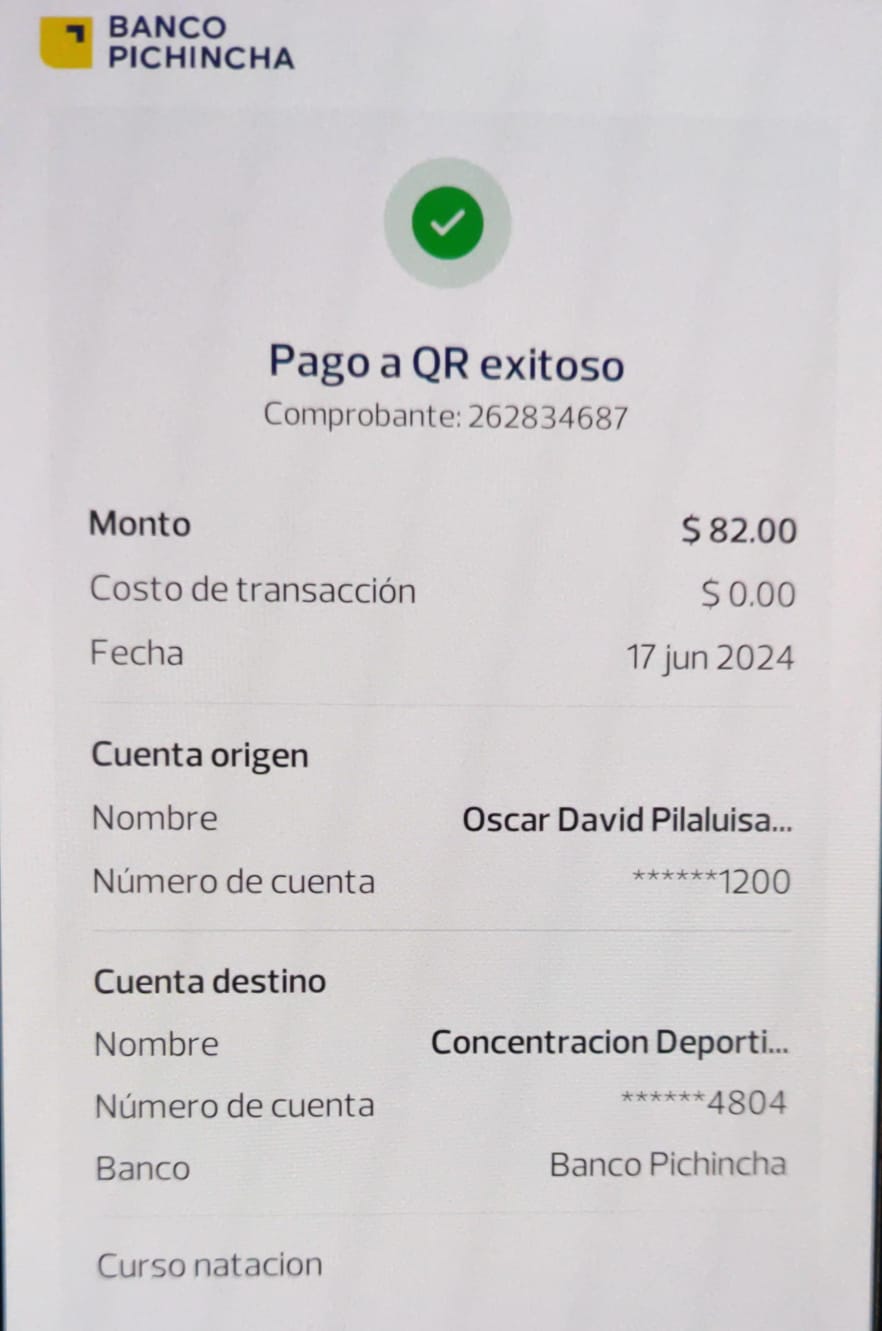 BANCO
PICHINCHA
Pago a QR exitoso
Comprobante: 262834687
Monto $ 82.00
Costo de transacción $ 0.00
Fecha 17 jun 2024
Cuenta origen
Nombre Oscar David Pilaluisa...
Número de cuenta ******1200
Cuenta destino
Nombre Concentracion Deporti...
Número de cuenta ******4804
Banco Banco Pichincha
Curso natacion